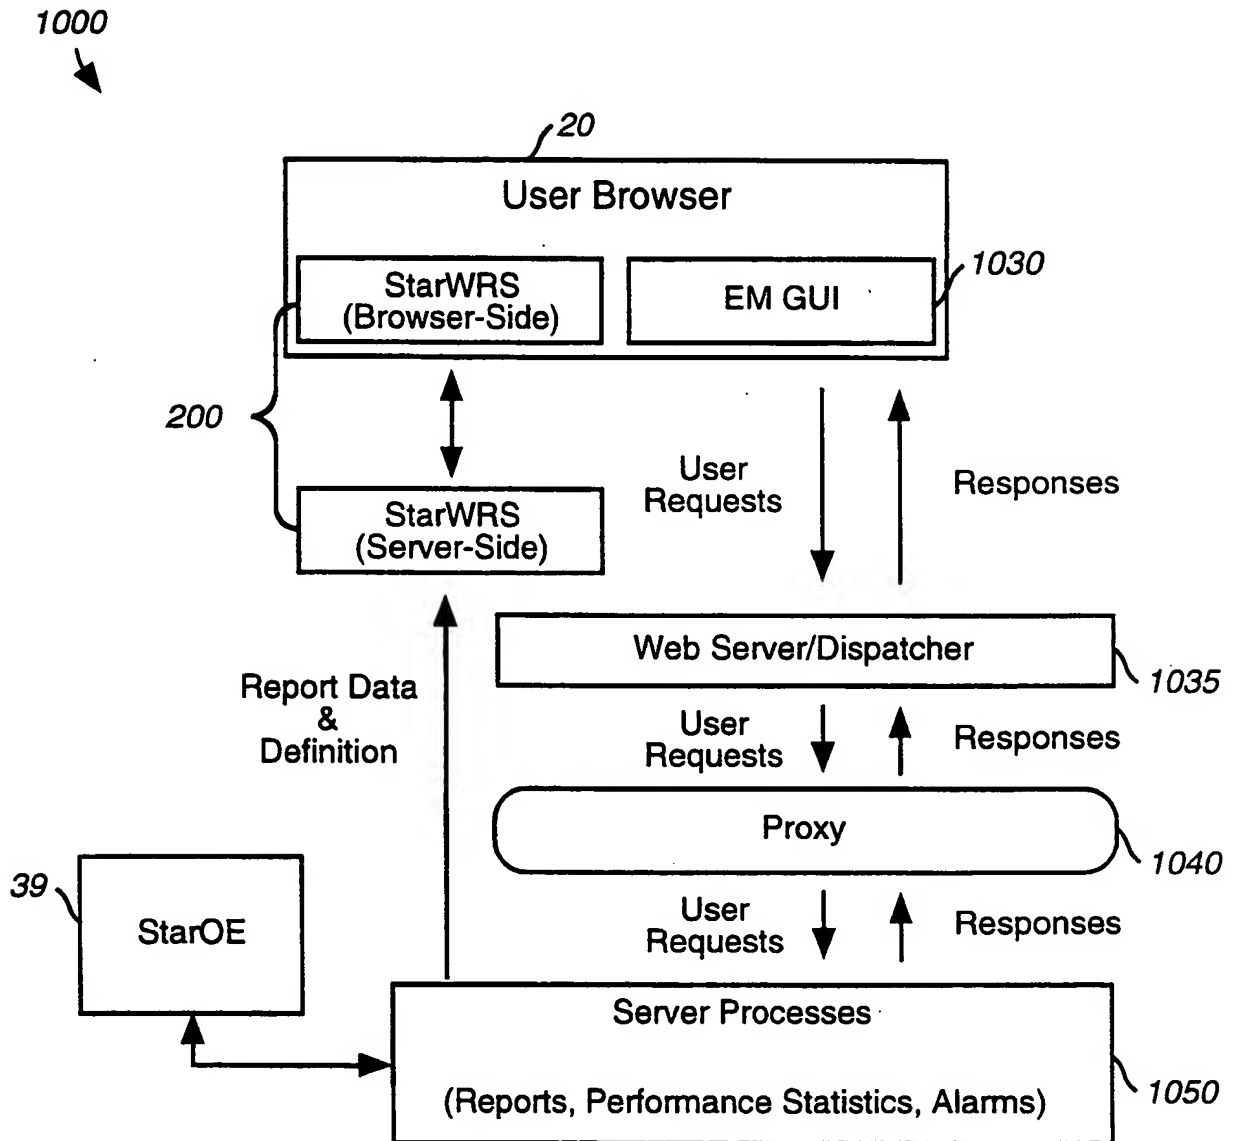 1000
20
User Browser
1030
StarWRS
(Browser-Side)
EM GUI
200
User
Requests
Responses
StarWRS
(Server-Side)
Web Server/Dispatcher
1035
Report Data
&
Definition
User
Requests
Responses
Proxy
1040
39
StarOE
User
Requests
Responses
Server Processes
(Reports, Performance Statistics, Alarms)
1050